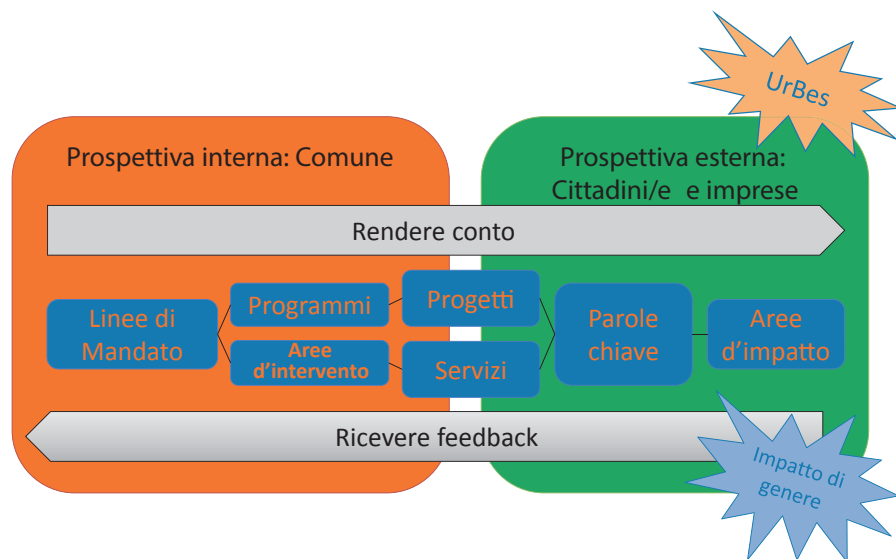 UrBes
Prospettiva interna: Comune
Prospettiva esterna:
Cittadini/e e imprese
Rendere conto
Linee di
Mandato
Programmi
Aree
d'intervento
Progetti
Servizi
Parole
chiave
Aree
d'impatto
Ricevere feedback
Impatto di
genere